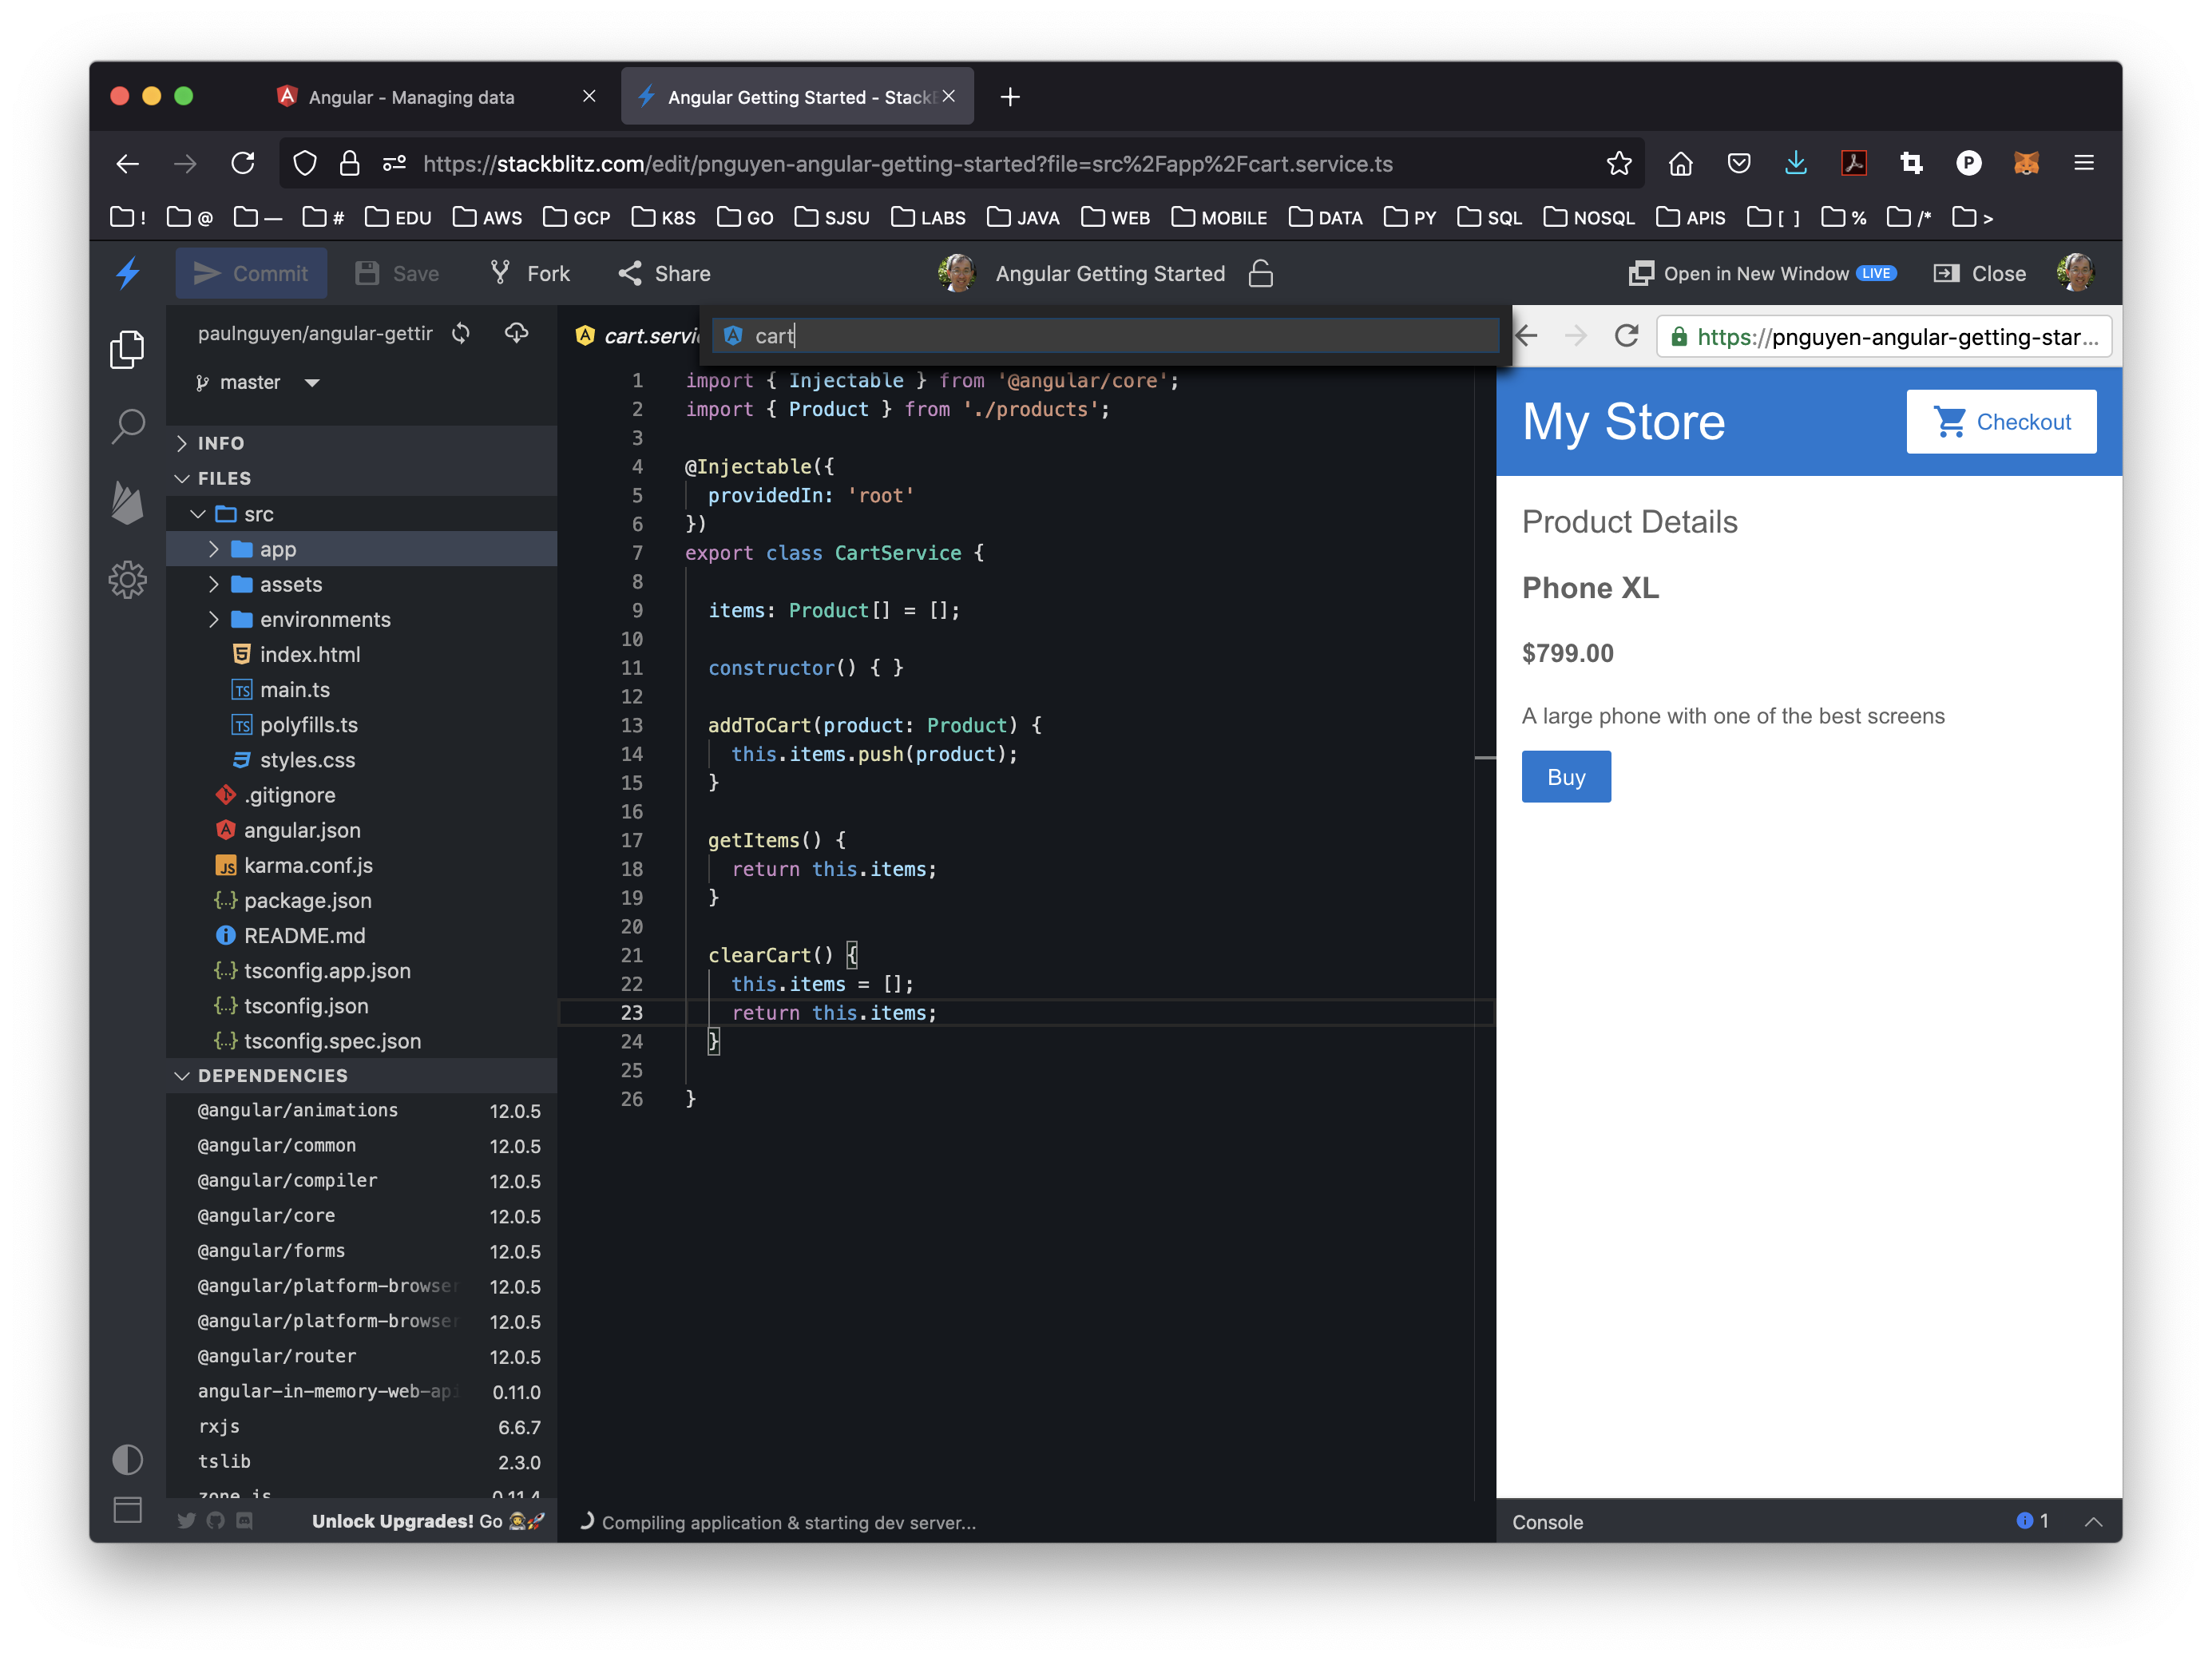 Angular - Managing data
Angular Getting Started - Stack
https://stackblitz.com/edit/pnguyen-angular-getting-started?file=src%2Fapp%2Fcart.service.ts
! @ — # EDU AWS GCP K8S GO SJSU LABS JAVA WEB MOBILE DATA PY SQL NOSQL APIS [ ] % /* >
Commit Save Fork Share Angular Getting Started Open in New Window LIVE Close
paulnguyen/angular-gettir
master
INFO
FILES
src
app
assets
environments
index.html
main.ts
polyfills.ts
styles.css
.gitignore
angular.json
karma.conf.js
package.json
README.md
tsconfig.app.json
tsconfig.json
tsconfig.spec.json
DEPENDENCIES
@angular/animations 12.0.5
@angular/common 12.0.5
@angular/compiler 12.0.5
@angular/core 12.0.5
@angular/forms 12.0.5
@angular/platform-browser 12.0.5
@angular/platform-browser 12.0.5
@angular/router 12.0.5
angular-in-memory-web-api 0.11.0
rxjs 6.6.7
tslib 2.3.0
zone.js 0.11.4
Unlock Upgrades! Go
cart.servi
cart
1 import { Injectable } from '@angular/core';
2 import { Product } from './products';
3
4 @Injectable({
5 providedIn: 'root'
6 })
7 export class CartService {
8
9 items: Product[] = [];
10
11 constructor() { }
12
13 addToCart(product: Product) {
14 this.items.push(product);
15 }
16
17 getItems() {
18 return this.items;
19 }
20
21 clearCart() {
22 this.items = [];
23 return this.items;
24 }
25
26 }
Compiling application & starting dev server...
https://pnguyen-angular-getting-star...
My Store
Checkout
Product Details
Phone XL
$799.00
A large phone with one of the best screens
Buy
Console 1